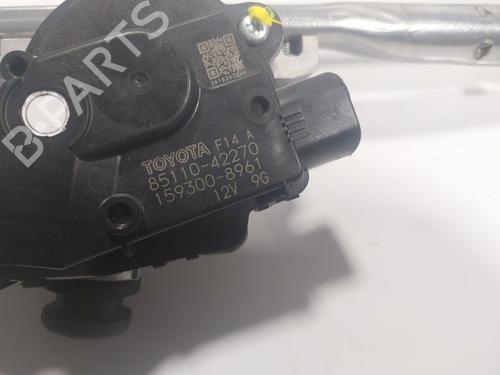 B-PARTS
TOYOTA F14 A
85110-42270
159300-8961
12V 9G